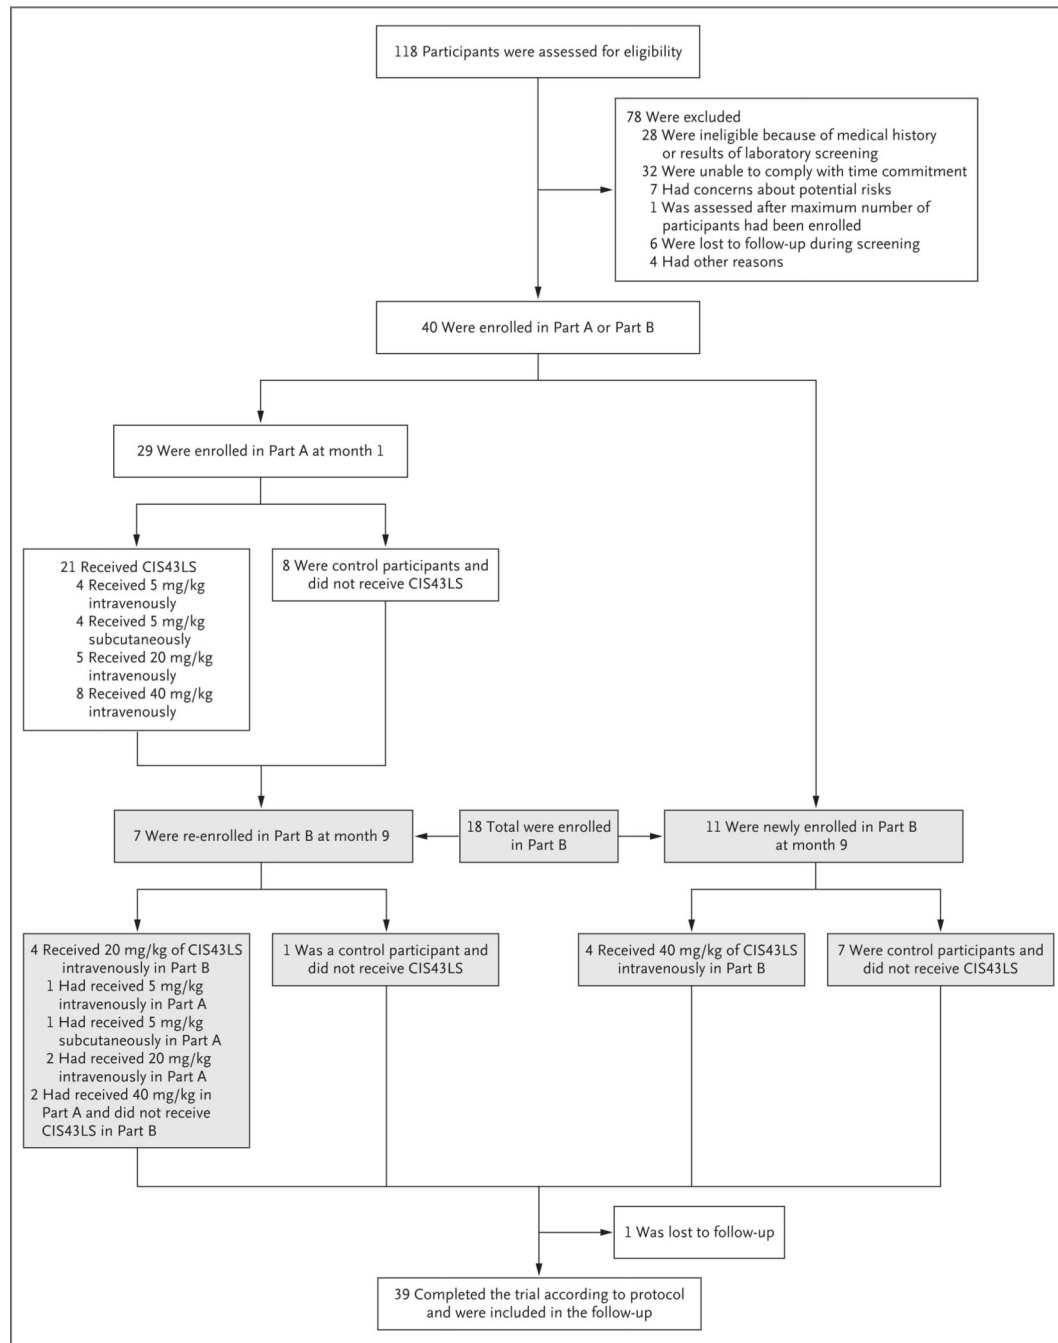 118 Participants were assessed for eligibility
78 Were excluded
28 Were ineligible because of medical history
or results of laboratory screening
32 Were unable to comply with time commitment
7 Had concerns about potential risks
1 Was assessed after maximum number of
participants had been enrolled
6 Were lost to follow-up during screening
4 Had other reasons
40 Were enrolled in Part A or Part B
29 Were enrolled in Part A at month 1
21 Received CIS43LS
4 Received 5 mg/kg
intravenously
4 Received 5 mg/kg
subcutaneously
5 Received 20 mg/kg
intravenously
8 Received 40 mg/kg
intravenously
8 Were control participants and
did not receive CIS43LS
7 Were re-enrolled in Part B at month 9
18 Total were enrolled
in Part B
11 Were newly enrolled in Part B
at month 9
4 Received 20 mg/kg of CIS43LS
intravenously in Part B
1 Had received 5 mg/kg
intravenously in Part A
1 Had received 5 mg/kg
subcutaneously in Part A
2 Had received 20 mg/kg
intravenously in Part A
2 Had received 40 mg/kg in
Part A and did not receive
CIS43LS in Part B
1 Was a control participant and
did not receive CIS43LS
4 Received 40 mg/kg of CIS43LS
intravenously in Part B
7 Were control participants and
did not receive CIS43LS
1 Was lost to follow-up
39 Completed the trial according to protocol
and were included in the follow-up